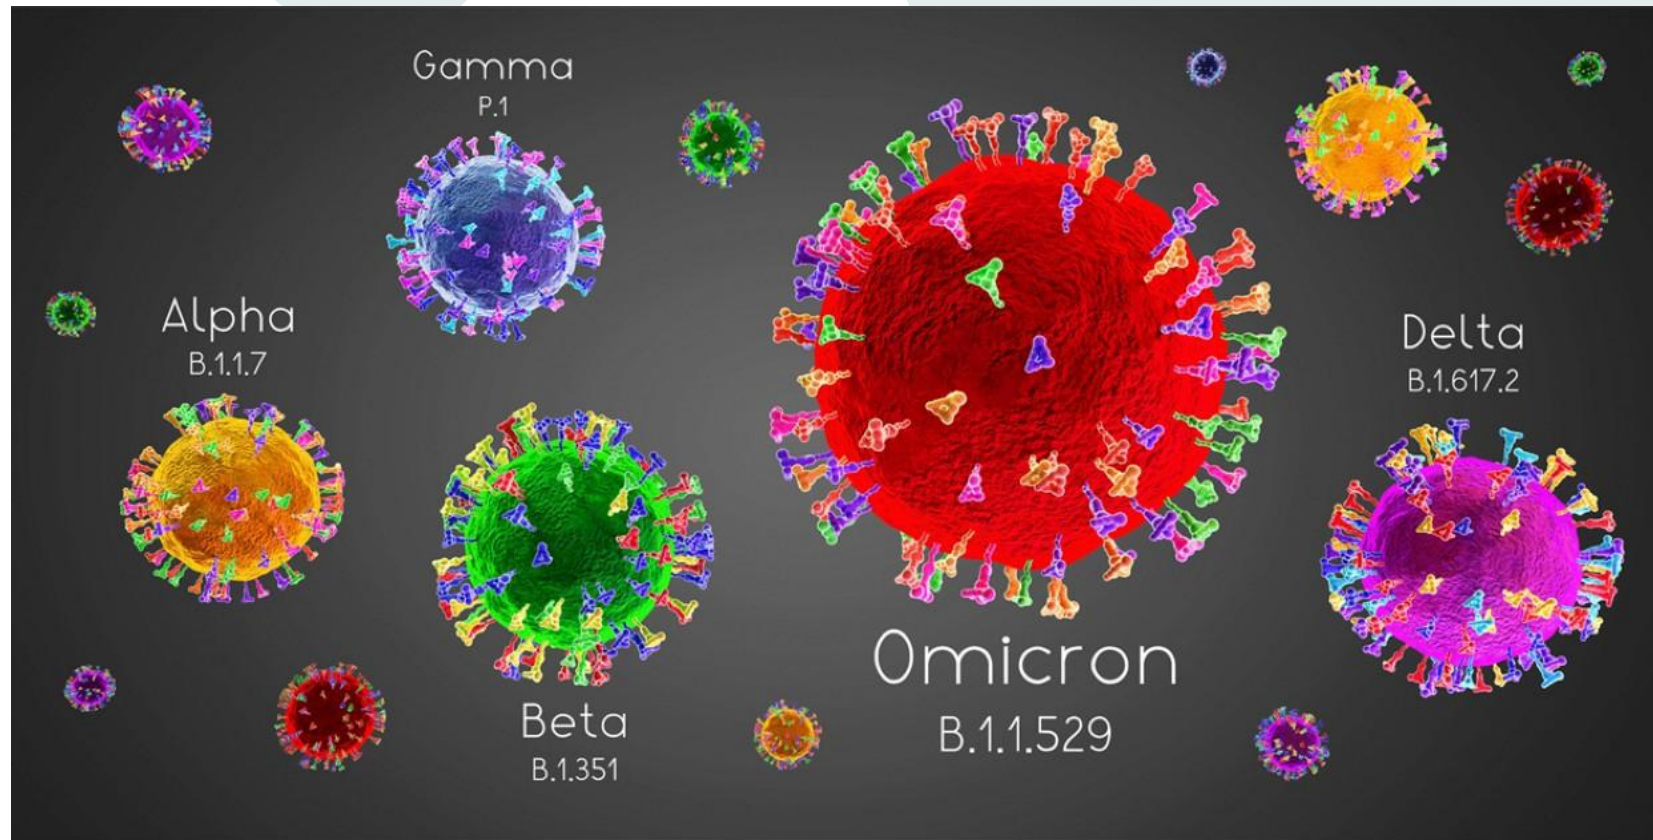 Gamma
P.1
Alpha
B.1.1.7
Delta
B.1.617.2
Omicron
B.1.1.529
Beta
B.1.351